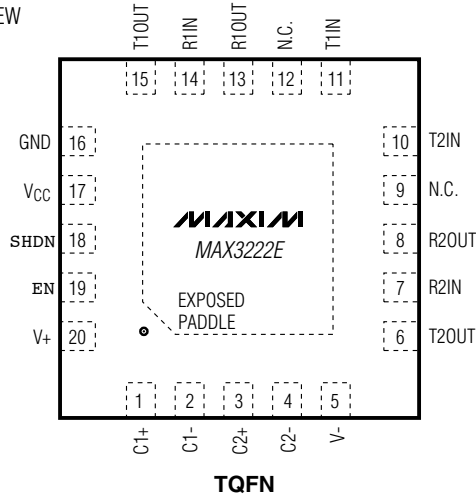 EW
T1OUT
R1IN
R1OUT
N.C.
T1IN
15
14
13
12
11
GND 16
10 T2IN
VCC 17
9 N.C.
SHDN 18
8 R2OUT
EN 19
7 R2IN
V+ 20
6 T2OUT
MAXIM
MAX3222E
EXPOSED
PADDLE
1
2
3
4
5
C1+
C1-
C2+
C2-
V-
TQFN